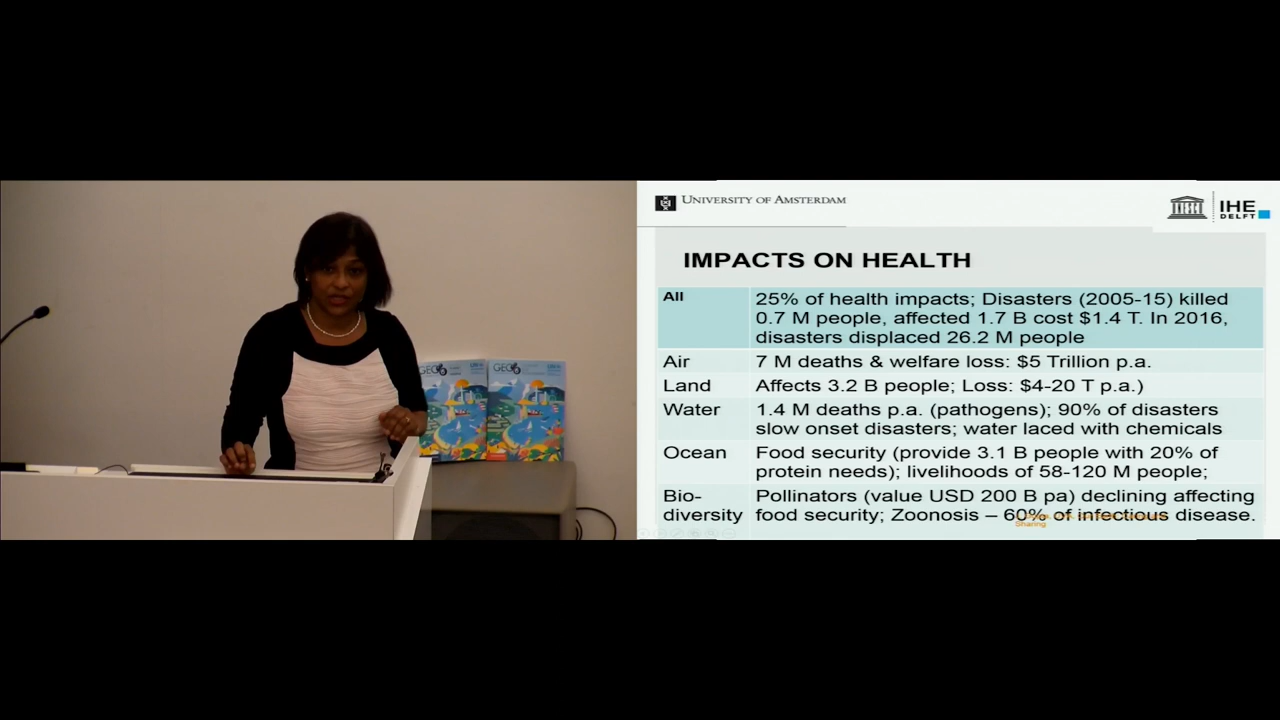 UNIVERSITY OF AMSTERDAM
IHE
DELFT
IMPACTS ON HEALTH
All
25% of health impacts; Disasters (2005-15) killed
0.7 M people, affected 1.7 B cost $1.4 T. In 2016,
disasters displaced 26.2 M people
Air
7 M deaths & welfare loss: $5 Trillion p.a.
Land
Affects 3.2 B people; Loss: $4-20 T p.a.)
Water
1.4 M deaths p.a. (pathogens); 90% of disasters
slow onset disasters; water laced with chemicals
Ocean
Food security (provide 3.1 B people with 20% of
protein needs); livelihoods of 58-120 M people;
Bio-
diversity
Pollinators (value USD 200 B pa) declining affecting
food security; Zoonosis – 60% of infectious disease.
Sharing
GEO
6
GEO
6